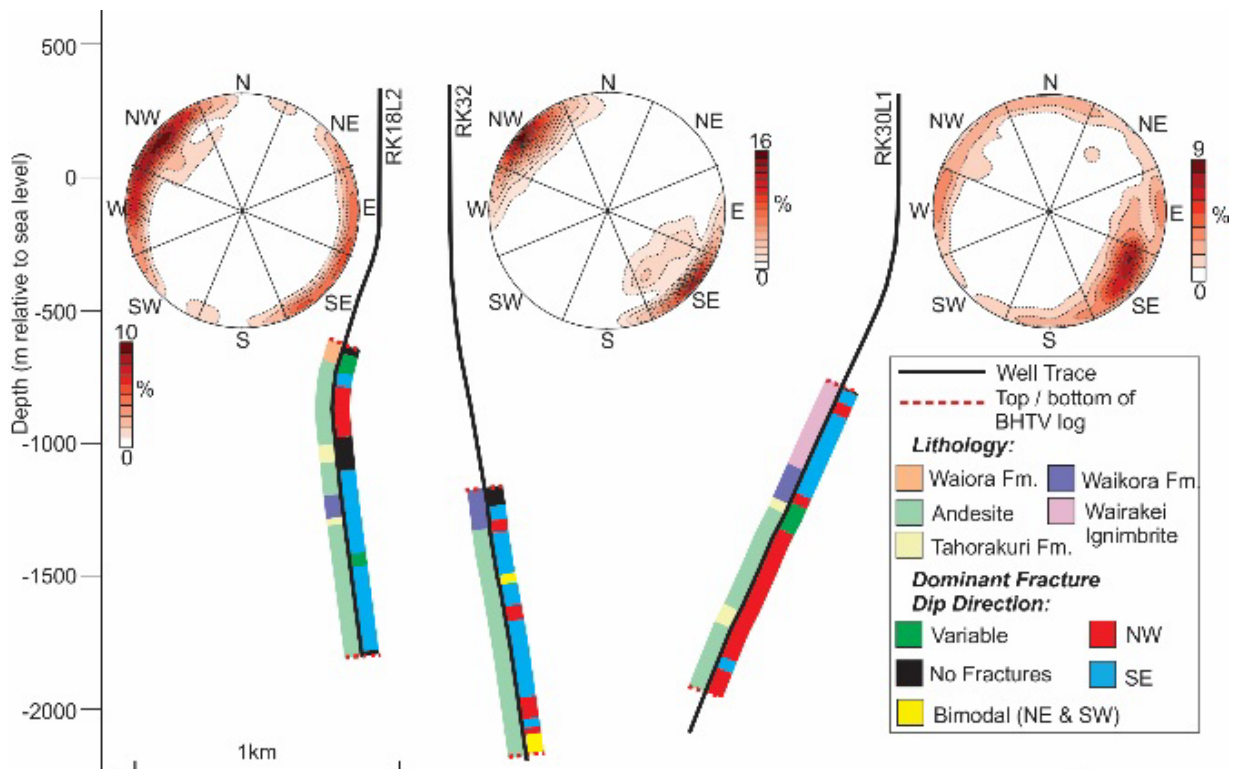 500
0
-500
-1000
-1500
-2000
Depth (m relative to sea level)
N
NE
E
SE
S
SW
W
NW
10
%
0
RK18L2
RK32
N
NE
E
SE
S
SW
W
NW
16
%
0
RK30L1
N
NE
E
SE
S
SW
W
NW
9
%
0
Well Trace
Top / bottom of
BHTV log
Lithology:
Waiora Fm.
Waikora Fm.
Andesite
Wairakei
Ignimbrite
Tahorakuri Fm.
Dominant Fracture
Dip Direction:
Variable
NW
No Fractures
SE
Bimodal (NE & SW)
1km